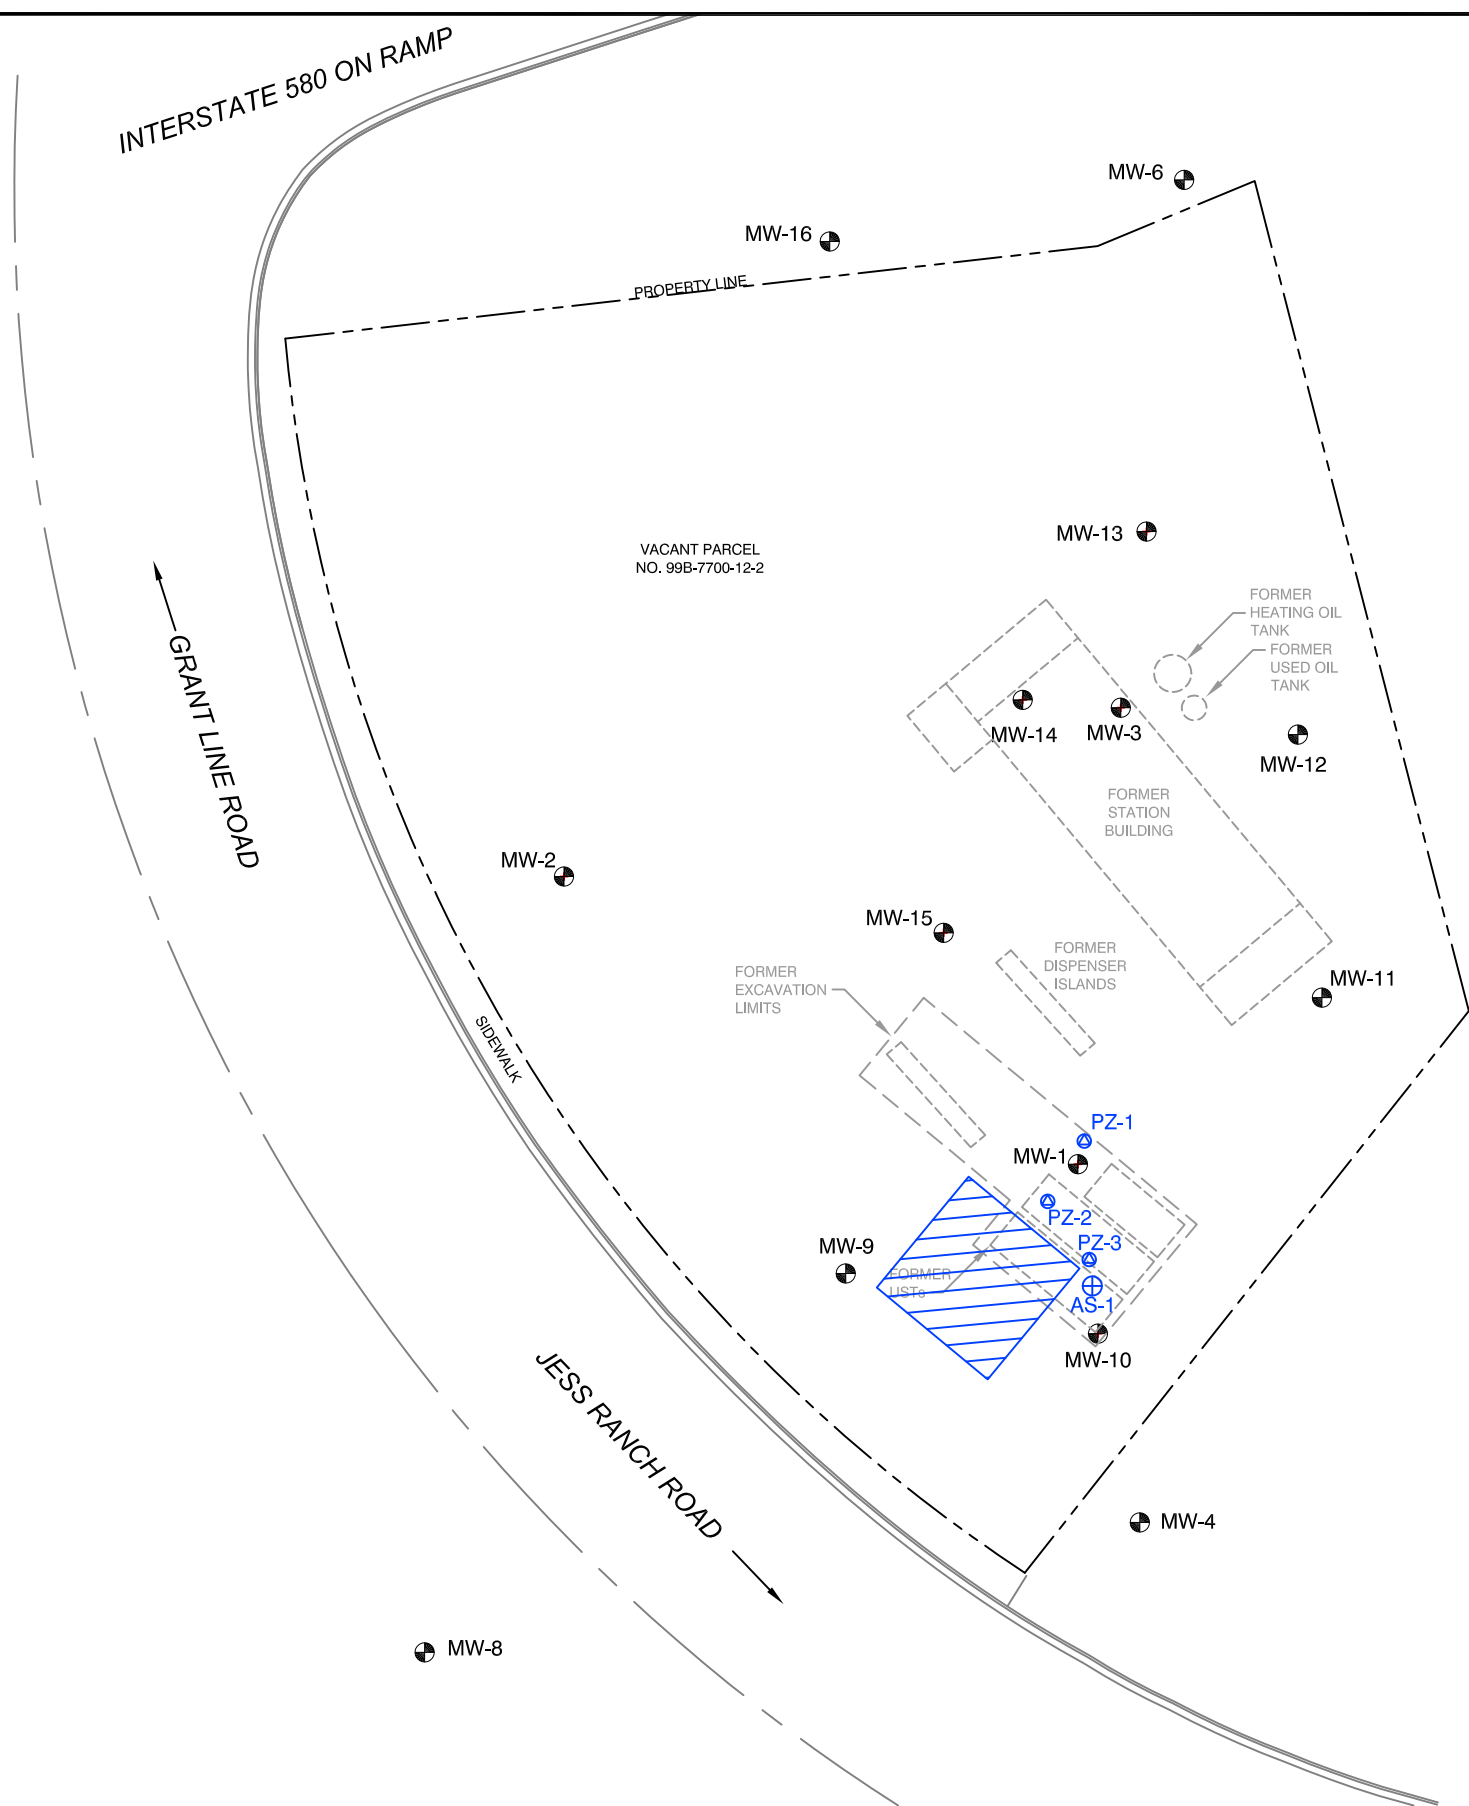 INTERSTATE 580 ON RAMP
MW-6
MW-16
PROPERTY LINE
MW-13
VACANT PARCEL
NO. 99B-7700-12-2
FORMER
HEATING OIL
TANK
FORMER
USED OIL
TANK
GRANT LINE ROAD
MW-14
MW-3
MW-12
FORMER
STATION
BUILDING
MW-2
MW-15
FORMER
DISPENSER
ISLANDS
FORMER
EXCAVATION
LIMITS
MW-11
SIDEWALK
PZ-1
MW-1
PZ-2
PZ-3
MW-9
FORMER
USTs
AS-1
MW-10
JESS RANCH ROAD
MW-4
MW-8